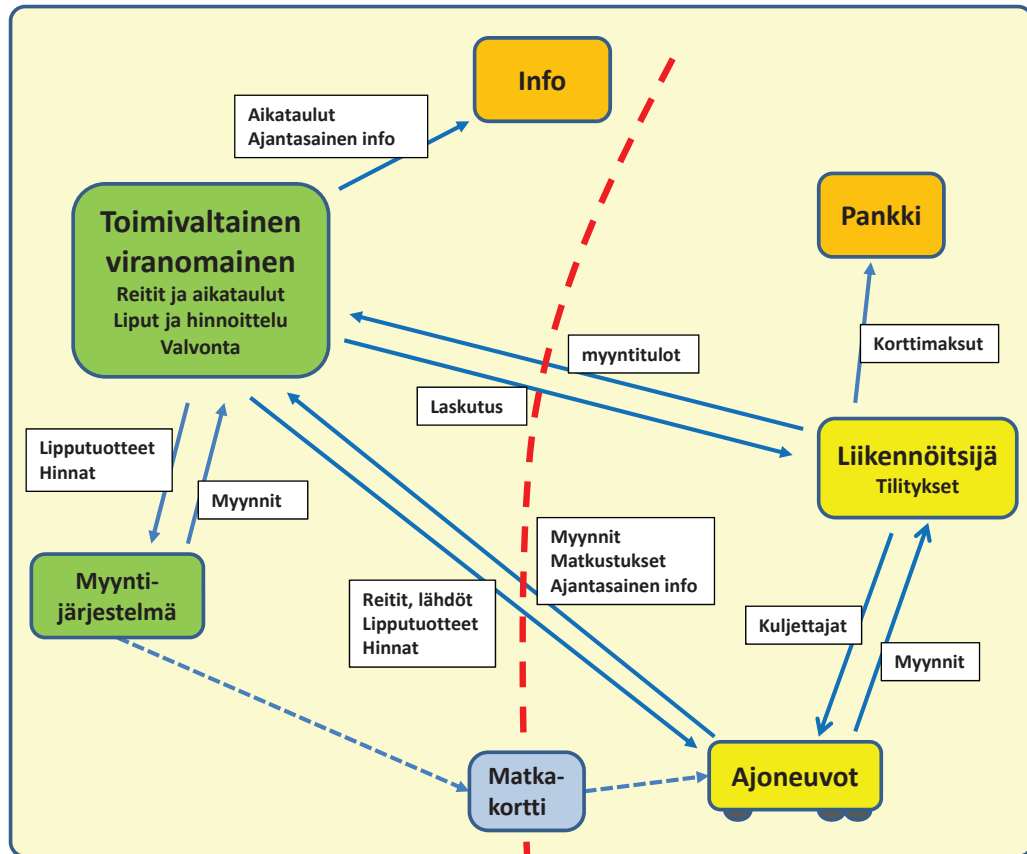 Info
Aikataulut
Ajantasainen info
Toimivaltainen
viranomainen
Reitit ja aikataulut
Liput ja hinnoittelu
Valvonta
Pankki
myyntitulot
Korttimaksut
Laskutus
Liikennöitsijä
Tilitykset
Lipputuotteet
Hinnat
Myynnit
Myynti-
järjestelmä
Myynnit
Matkustukset
Ajantasainen info
Reitit, lähdöt
Lipputuotteet
Hinnat
Kuljettajat
Myynnit
Matka-
kortti
Ajoneuvot